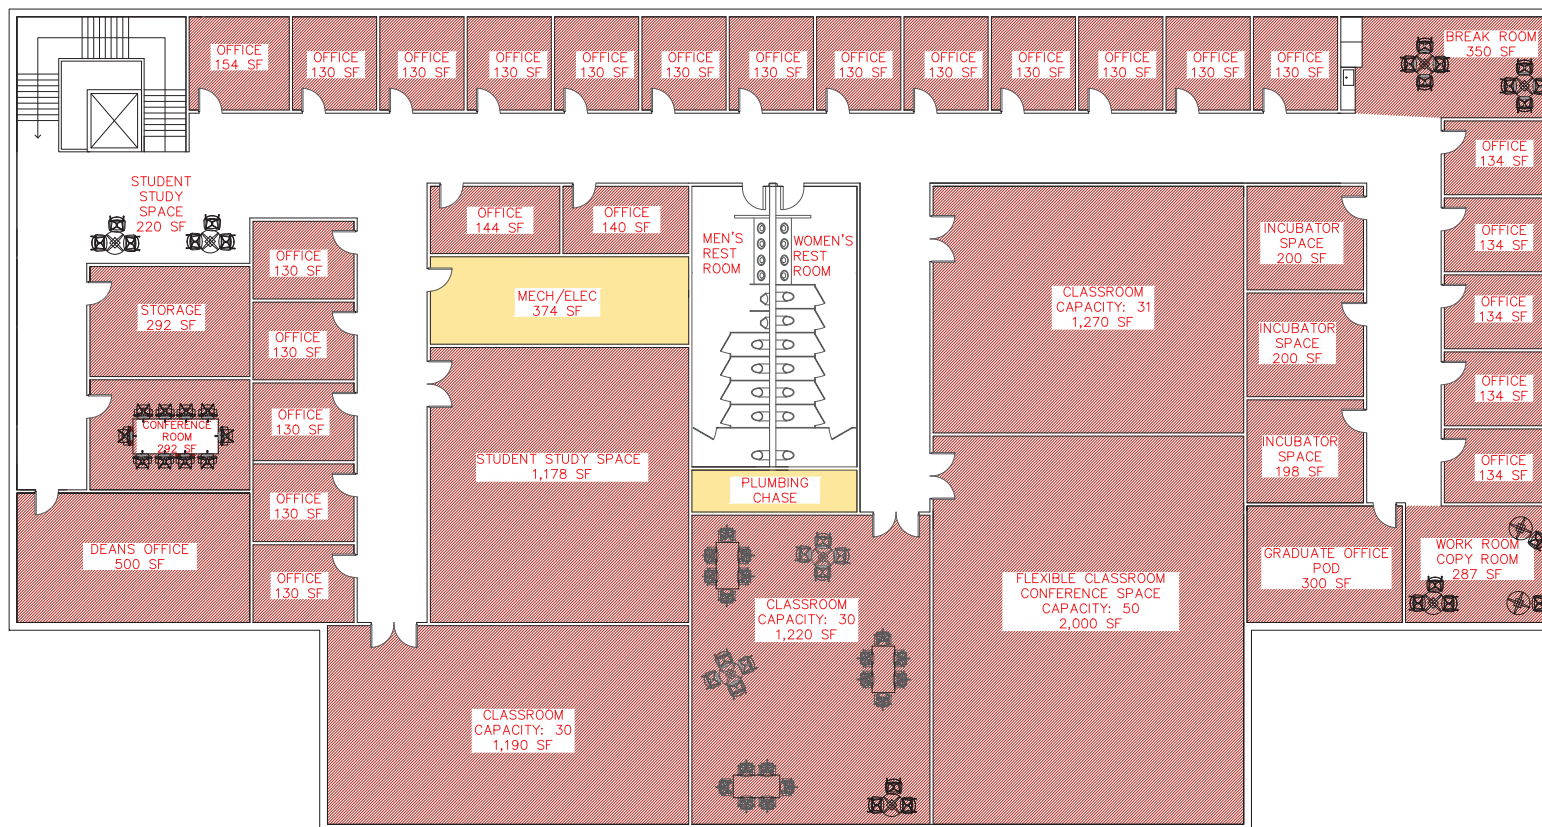 OFFICE
154 SF
OFFICE
130 SF
OFFICE
130 SF
OFFICE
130 SF
OFFICE
130 SF
OFFICE
130 SF
OFFICE
130 SF
OFFICE
130 SF
OFFICE
130 SF
OFFICE
130 SF
OFFICE
130 SF
OFFICE
130 SF
OFFICE
130 SF
BREAK ROOM
350 SF
STUDENT
STUDY
SPACE
220 SF
OFFICE
144 SF
OFFICE
140 SF
MEN'S
REST
ROOM
WOMEN'S
REST
ROOM
OFFICE
134 SF
OFFICE
134 SF
OFFICE
134 SF
OFFICE
134 SF
OFFICE
134 SF
INCUBATOR
SPACE
200 SF
INCUBATOR
SPACE
200 SF
INCUBATOR
SPACE
198 SF
OFFICE
130 SF
OFFICE
130 SF
OFFICE
130 SF
OFFICE
130 SF
OFFICE
130 SF
STORAGE
292 SF
CONFERENCE
ROOM
292 SF
DEANS OFFICE
500 SF
MECH/ELEC
374 SF
STUDENT STUDY SPACE
1,178 SF
PLUMBING
CHASE
CLASSROOM
CAPACITY: 31
1,270 SF
FLEXIBLE CLASSROOM
CONFERENCE SPACE
CAPACITY: 50
2,000 SF
GRADUATE OFFICE
POD
300 SF
WORK ROOM
COPY ROOM
287 SF
CLASSROOM
CAPACITY: 30
1,220 SF
CLASSROOM
CAPACITY: 30
1,190 SF